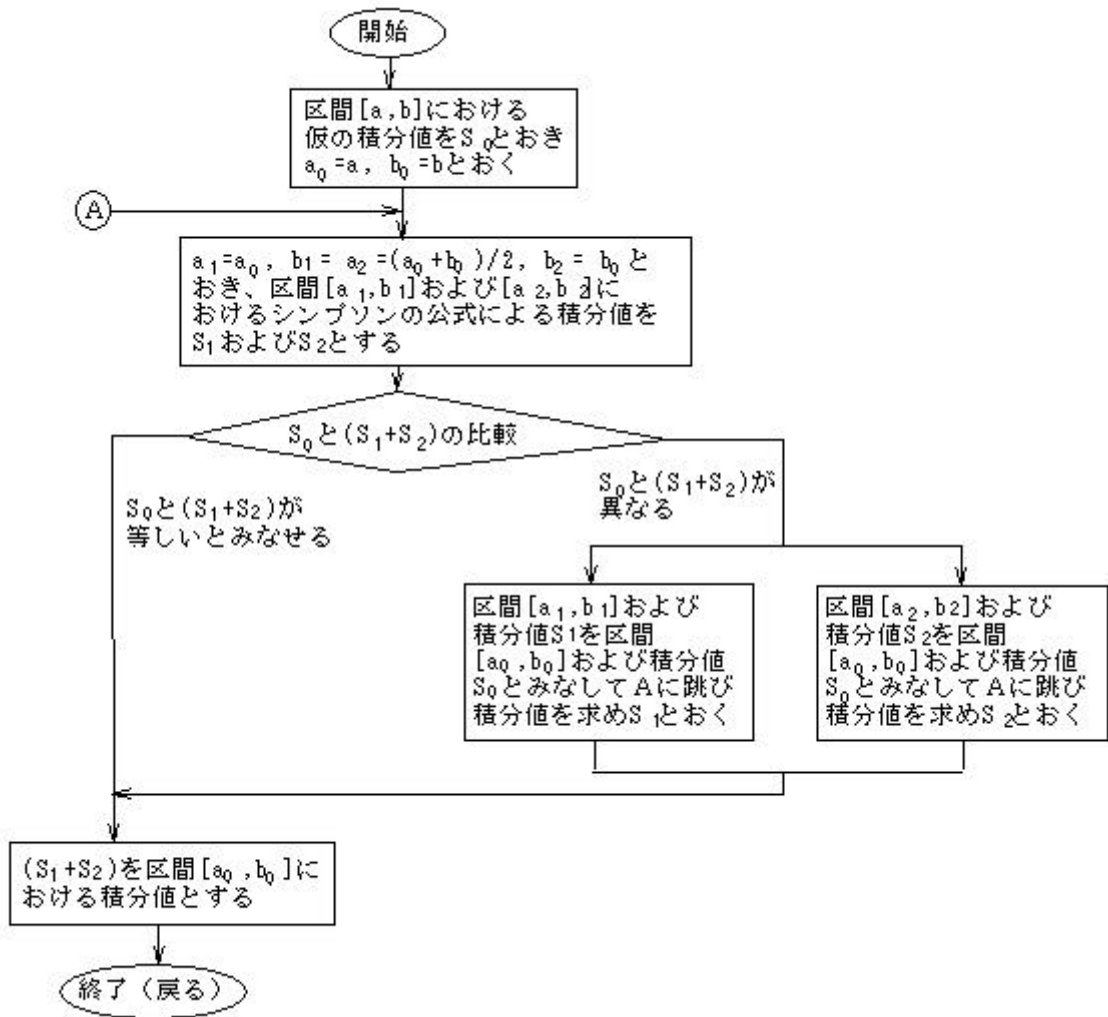 開始
区間[a,b]における
仮の積分値をS₀とおき
a₀=a, b₀=bとおく
A
a₁=a₀, b₁= a₂=(a₀+b₀)/2, b₂= b₀と
おき、区間[a₁,b₁]および[a₂,b₂]に
おけるシンプソンの公式による積分値を
S₁およびS₂とする
S₀と(S₁+S₂)の比較
S₀と(S₁+S₂)が
等しいとみなせる
S₀と(S₁+S₂)が
異なる
区間[a₁,b₁]および
積分値S1を区間
[a₀,b₀]および積分値
S₀とみなしてAに跳び
積分値を求めS₁とおく
区間[a₂,b2]および
積分値S₂を区間
[a₀,b₀]および積分値
S₀とみなしてAに跳び
積分値を求めS₂とおく
(S₁+S₂)を区間[a₀,b₀]に
おける積分値とする
終了（戻る）